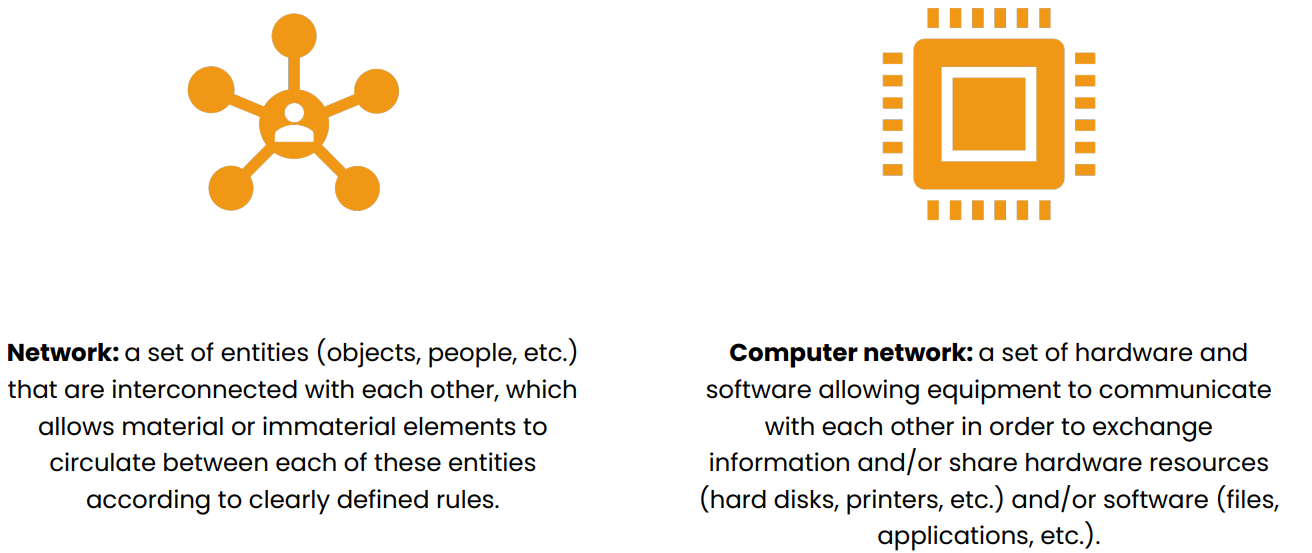 Network: a set of entities (objects, people, etc.)
that are interconnected with each other, which
allows material or immaterial elements to
circulate between each of these entities
according to clearly defined rules.
Computer network: a set of hardware and
software allowing equipment to communicate
with each other in order to exchange
information and/or share hardware resources
(hard disks, printers, etc.) and/or software (files,
applications, etc.).